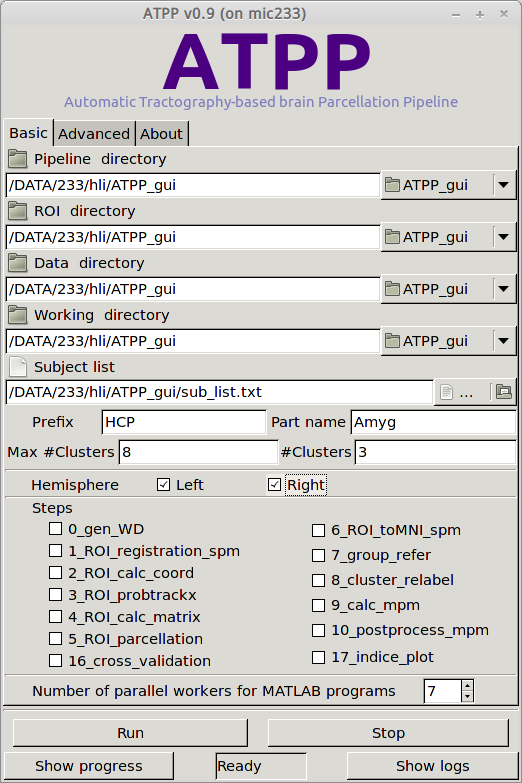 ATPP v0.9 (on mic233)
ATPP
Automatic Tractography-based brain Parcellation Pipeline
Basic Advanced About
Pipeline directory
/DATA/233/hli/ATPP_gui ATPP_gui
ROI directory
/DATA/233/hli/ATPP_gui ATPP_gui
Data directory
/DATA/233/hli/ATPP_gui ATPP_gui
Working directory
/DATA/233/hli/ATPP_gui ATPP_gui
Subject list
/DATA/233/hli/ATPP_gui/sub_list.txt ...
Prefix HCP Part name Amyg
Max #Clusters 8 #Clusters 3
Hemisphere Left Right
Steps
0_gen_WD
1_ROI_registration_spm
2_ROI_calc_coord
3_ROI_probtrackx
4_ROI_calc_matrix
5_ROI_parcellation
16_cross_validation
6_ROI_toMNI_spm
7_group_refer
8_cluster_relabel
9_calc_mpm
10_postprocess_mpm
17_indice_plot
Number of parallel workers for MATLAB programs 7
Run Stop
Show progress Ready Show logs